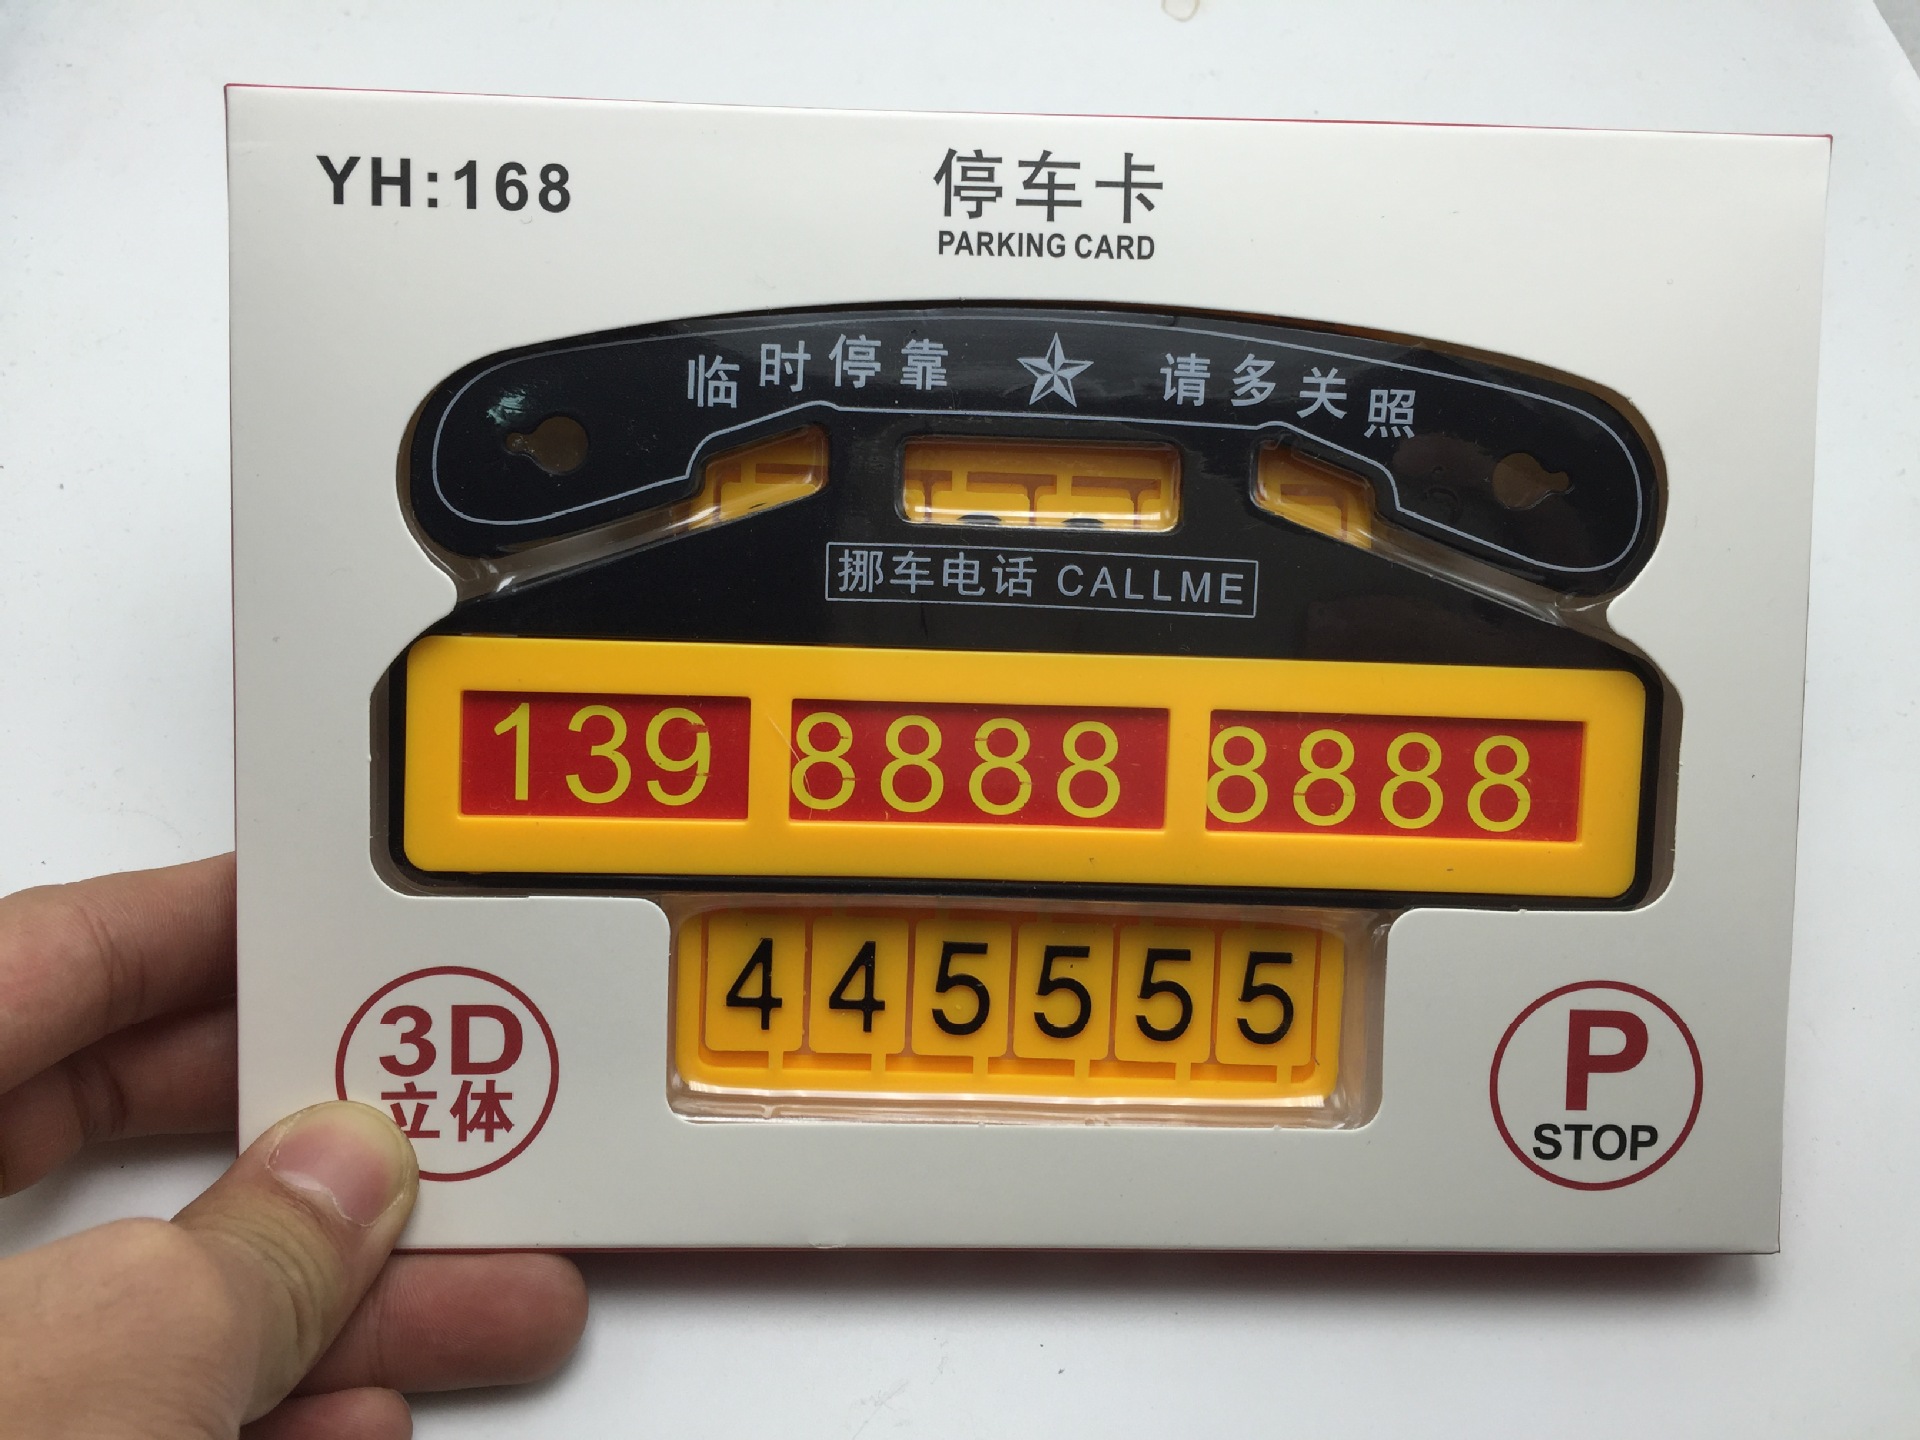 YH:168
停车卡
PARKING CARD
临时停靠 请多关照
挪车电话 CALLME
139 8888 8888
445555
3D
立体
P
STOP